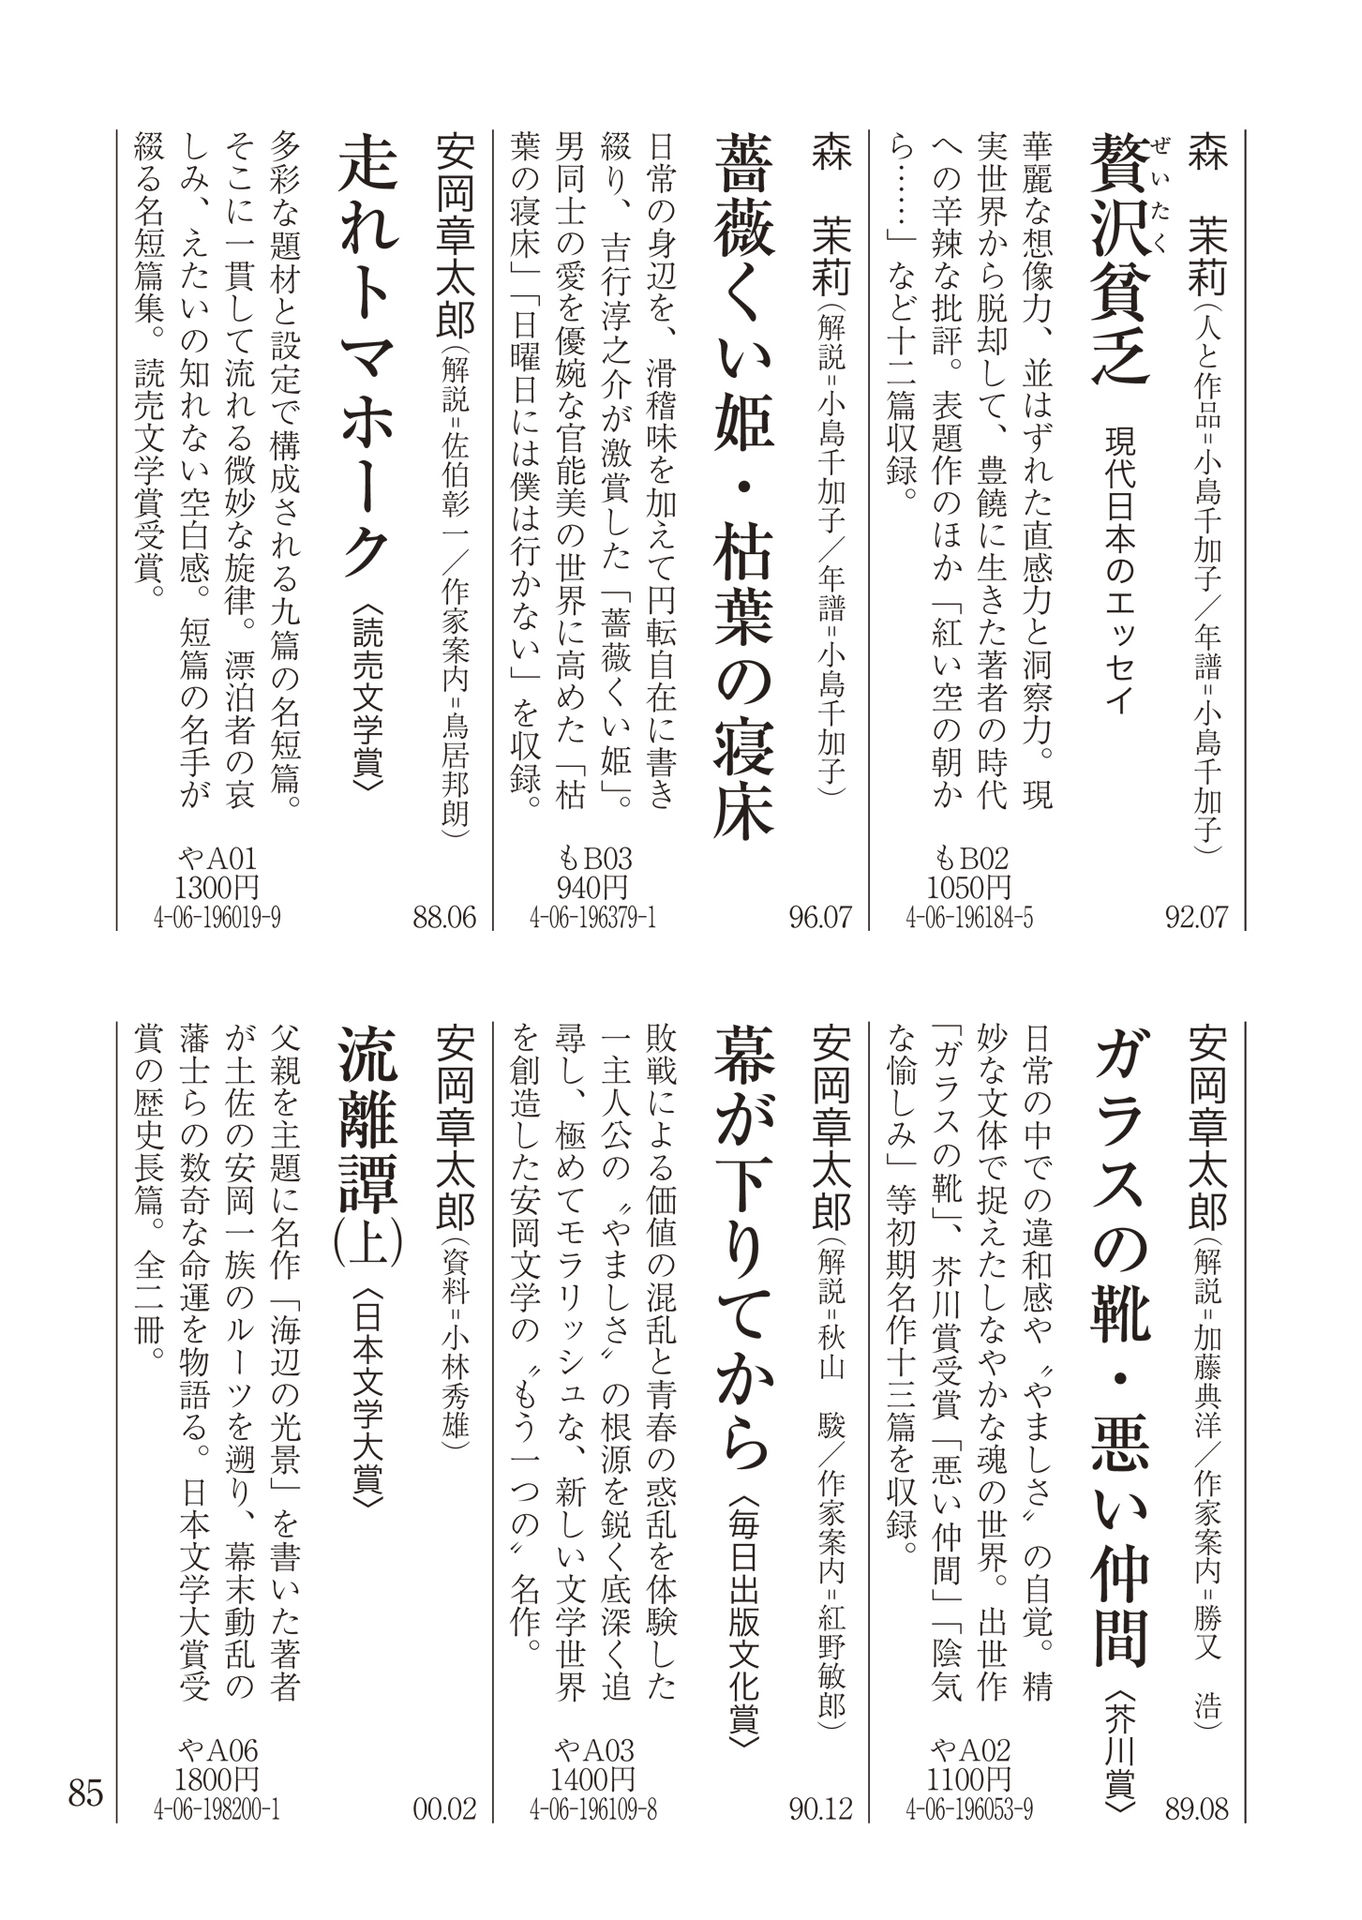 森　茉莉（人と作品＝小島千加子／年譜＝小島千加子）
贅沢貧乏　現代日本のエッセイ
ぜいたく
華麗な想像力、並はずれた直感力と洞察力。現
実世界から脱却して、豊饒に生きた著者の時代
への辛辣な批評。表題作のほか「紅い空の朝か
ら……」など十二篇収録。
もB02
1050円
4-06-196184-5
92.07
森　茉莉（解説＝小島千加子／年譜＝小島千加子）
薔薇くい姫・枯葉の寝床
日常の身辺を、滑稽味を加えて円転自在に書き
綴り、吉行淳之介が激賞した「薔薇くい姫」。
男同士の愛を優婉な官能美の世界に高めた「枯
葉の寝床」「日曜日には僕は行かない」を収録。
もB03
940円
4-06-196379-1
96.07
安岡章太郎（解説＝佐伯彰一／作家案内＝鳥居邦朗）
走れトマホーク〈読売文学賞〉
多彩な題材と設定で構成される九篇の名短篇。
そこに一貫して流れる微妙な旋律。漂泊者の哀
しみ、えたいの知れない空白感。短篇の名手が
綴る名短篇集。読売文学賞受賞。
やA01
1300円
4-06-196019-9
88.06
安岡章太郎（解説＝加藤典洋／作家案内＝勝又　浩）
ガラスの靴・悪い仲間〈芥川賞〉
日常の中での違和感や〝やましさ〟の自覚。精
妙な文体で捉えたしなやかな魂の世界。出世作
「ガラスの靴」、芥川賞受賞「悪い仲間」「陰気
な愉しみ」等初期名作十三篇を収録。
やA02
1100円
4-06-196053-9
89.08
安岡章太郎（解説＝秋山　駿／作家案内＝紅野敏郎）
幕が下りてから〈毎日出版文化賞〉
敗戦による価値の混乱と青春の惑乱を体験した
一主人公の〝やましさ〟の根源を鋭く底深く追
尋し、極めてモラリッシュな、新しい文学世界
を創造した安岡文学の〝もう一つの〟名作。
やA03
1400円
4-06-196109-8
90.12
安岡章太郎（資料＝小林秀雄）
流離譚（上）〈日本文学大賞〉
父親を主題に名作「海辺の光景」を書いた著者
が土佐の安岡一族のルーツを遡り、幕末動乱の
藩士らの数奇な命運を物語る。日本文学大賞受
賞の歴史長篇。全二冊。
やA06
1800円
4-06-198200-1
00.02
85